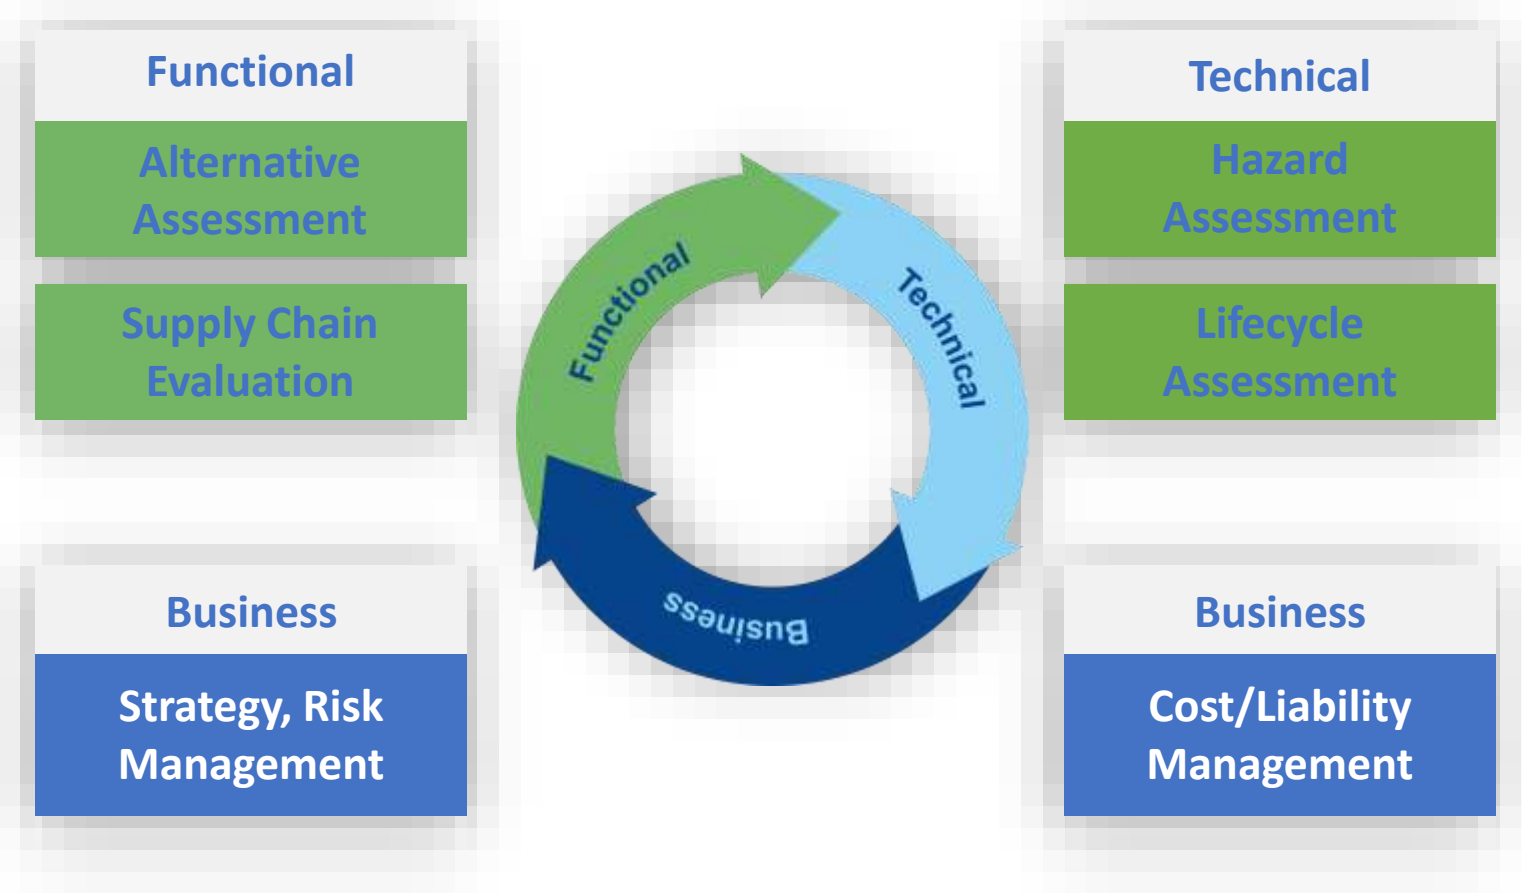 Functional
Alternative
Assessment
Supply Chain
Evaluation
Technical
Hazard
Assessment
Lifecycle
Assessment
Functional
Technical
Business
Business
Strategy, Risk
Management
Business
Cost/Liability
Management